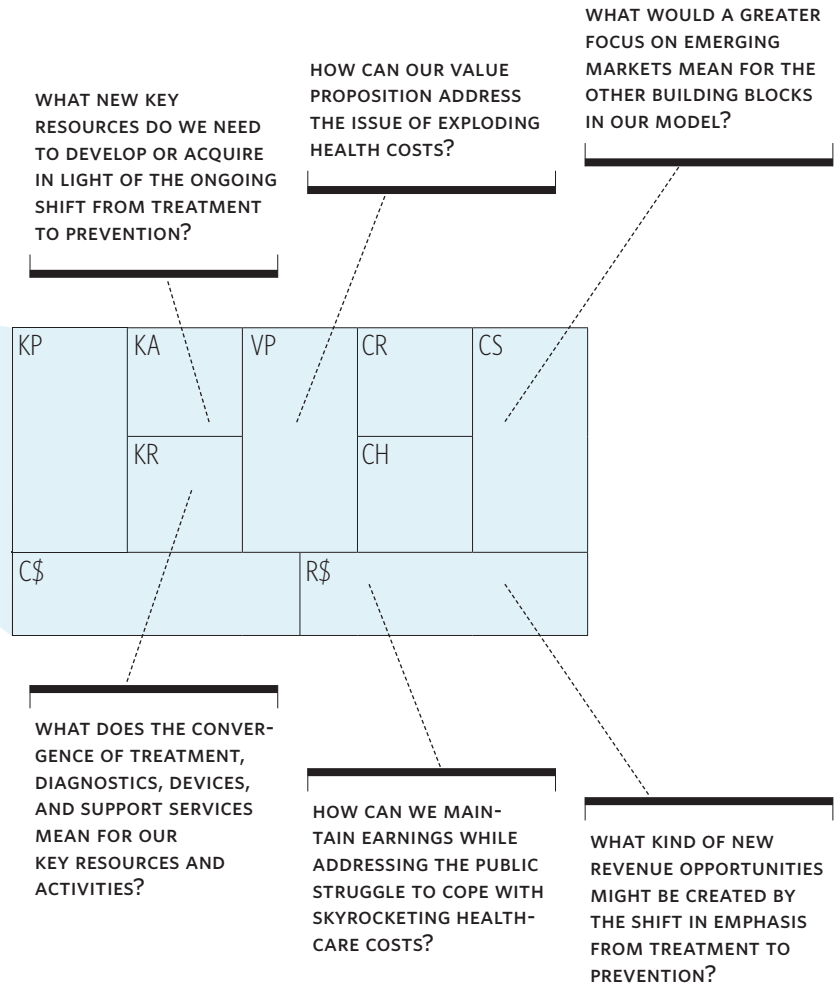 WHAT NEW KEY
RESOURCES DO WE NEED
TO DEVELOP OR ACQUIRE
IN LIGHT OF THE ONGOING
SHIFT FROM TREATMENT
TO PREVENTION?
HOW CAN OUR VALUE
PROPOSITION ADDRESS
THE ISSUE OF EXPLODING
HEALTH COSTS?
WHAT WOULD A GREATER
FOCUS ON EMERGING
MARKETS MEAN FOR THE
OTHER BUILDING BLOCKS
IN OUR MODEL?
KP
KA
VP
CR
CS
KR
CH
C$
R$
WHAT DOES THE CONVER-
GENCE OF TREATMENT,
DIAGNOSTICS, DEVICES,
AND SUPPORT SERVICES
MEAN FOR OUR
KEY RESOURCES AND
ACTIVITIES?
HOW CAN WE MAIN-
TAIN EARNINGS WHILE
ADDRESSING THE PUBLIC
STRUGGLE TO COPE WITH
SKYROCKETING HEALTH-
CARE COSTS?
WHAT KIND OF NEW
REVENUE OPPORTUNITIES
MIGHT BE CREATED BY
THE SHIFT IN EMPHASIS
FROM TREATMENT TO
PREVENTION?